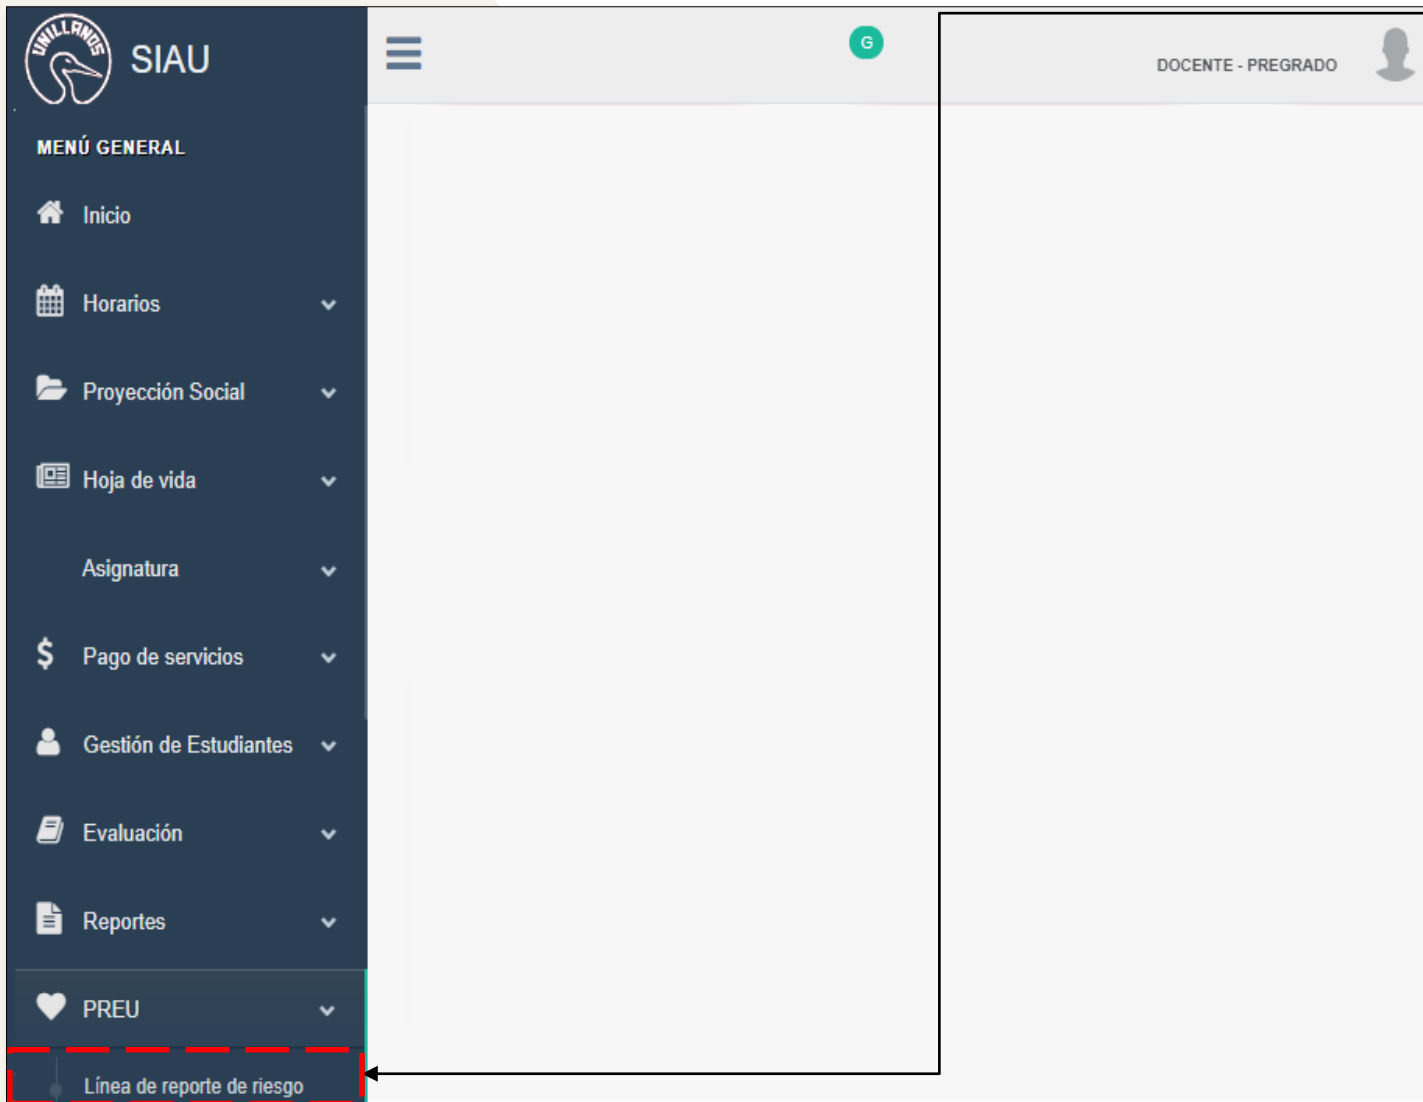 UNILLANOS
SIAU
G
DOCENTE - PREGRADO
MENÚ GENERAL
Inicio
Horarios
Proyección Social
Hoja de vida
Asignatura
$ Pago de servicios
Gestión de Estudiantes
Evaluación
Reportes
PREU
Línea de reporte de riesgo